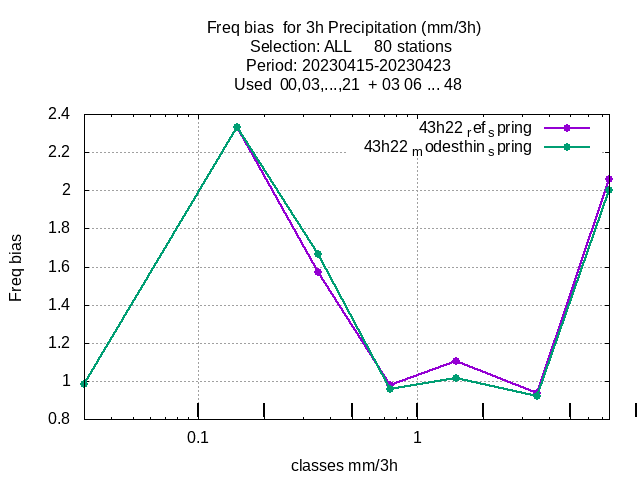 Freq bias  for 3h Precipitation (mm/3h)
Selection: ALL     80 stations
Period: 20230415-20230423
Used  00,03,...,21  + 03 06 ... 48
43h22 ref spring
43h22 modesthin spring
2.4
2.2
2
1.8
1.6
1.4
1.2
1
0.8
Freq bias
0.1 1
classes mm/3h